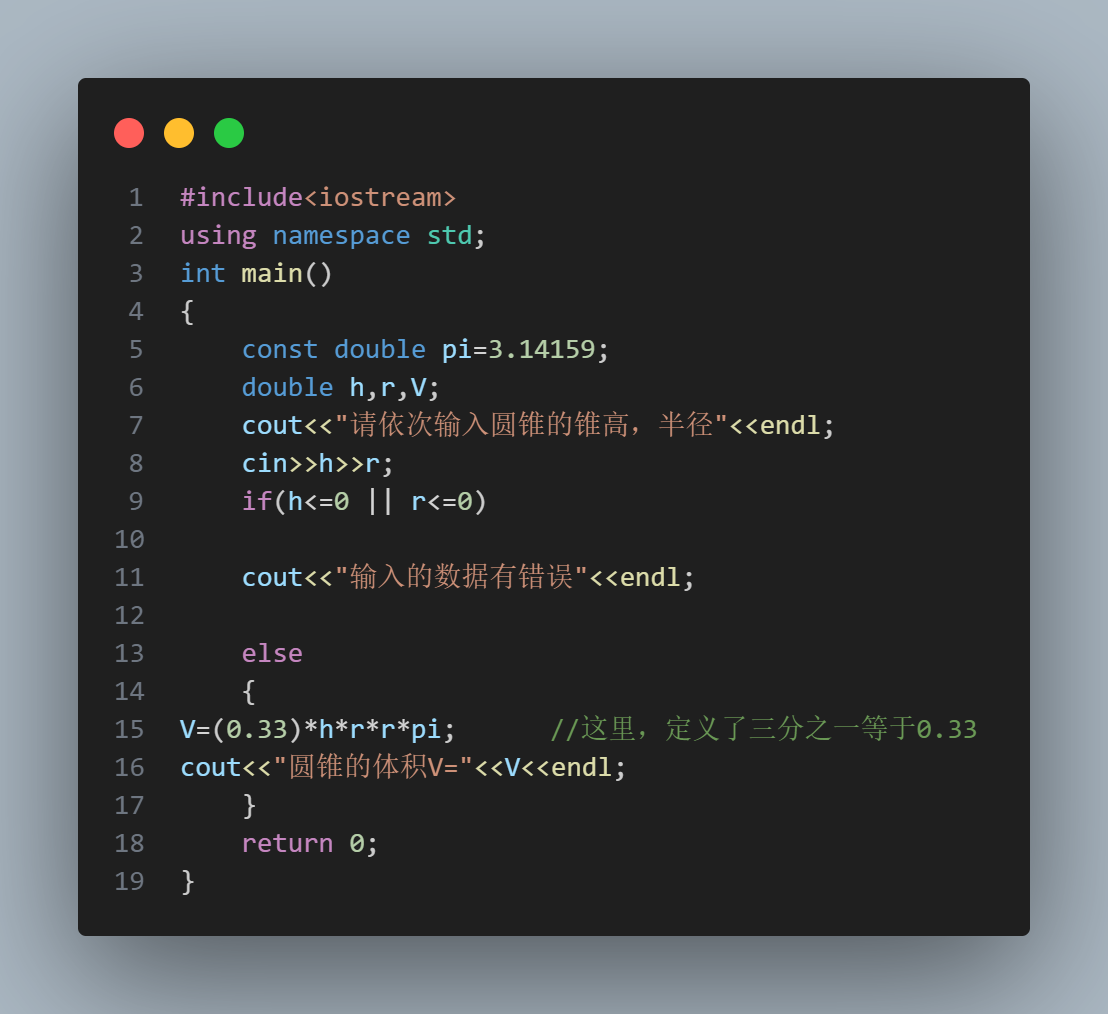 1 #include<iostream>
2 using namespace std;
3 int main()
4 {
5     const double pi=3.14159;
6     double h,r,V;
7     cout<<"请依次输入圆锥的锥高，半径"<<endl;
8     cin>>h>>r;
9     if(h<=0 || r<=0)
10
11     cout<<"输入的数据有错误"<<endl;
12
13     else
14     {
15 V=(0.33)*h*r*r*pi;      //这里，定义了三分之一等于0.33
16 cout<<"圆锥的体积V="<<V<<endl;
17     }
18     return 0;
19 }